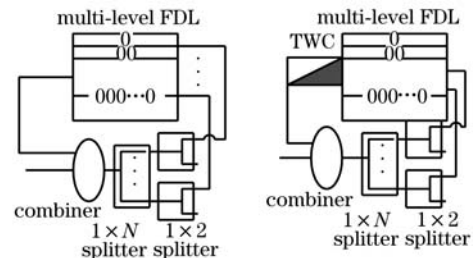 multi-level FDL
0
00
000···0
combiner
1×N
splitter
1×2
splitter
multi-level FDL
TWC
0
00
000···0
combiner
1×N
splitter
1×2
splitter